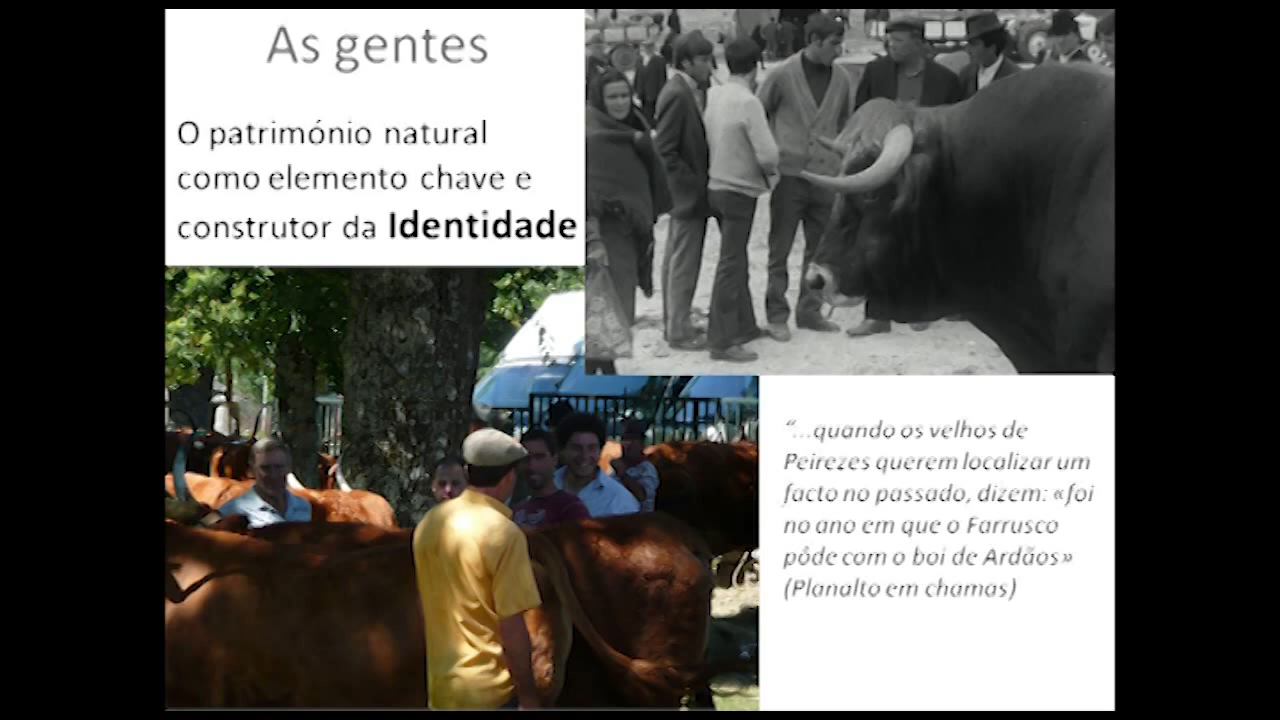 As gentes
O património natural
como elemento chave e
construtor da Identidade
“...quando os velhos de
Peirezes querem localizar um
facto no passado, dizem: «foi
no ano em que o Farrusco
pôde com o boi de Ardãos»
(Planalto em chamas)